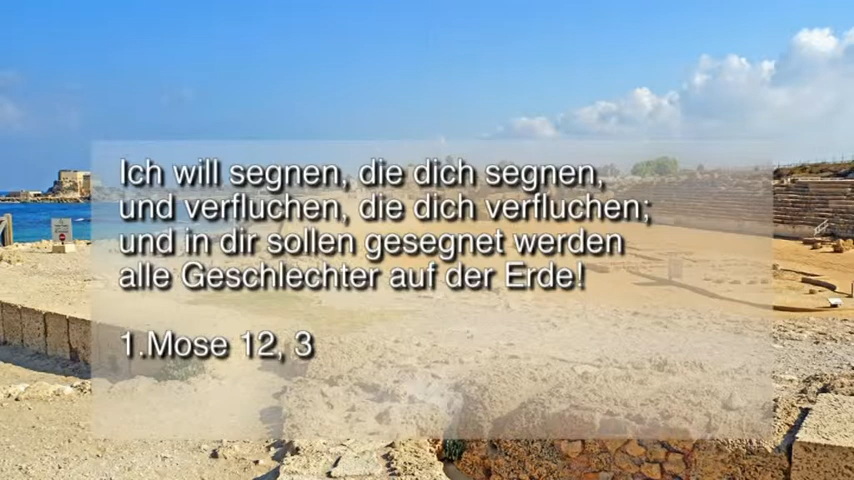 Ich will segnen, die dich segnen,
und verfluchen, die dich verfluchen;
und in dir sollen gesegnet werden
alle Geschlechter auf der Erde!
1.Mose 12, 3